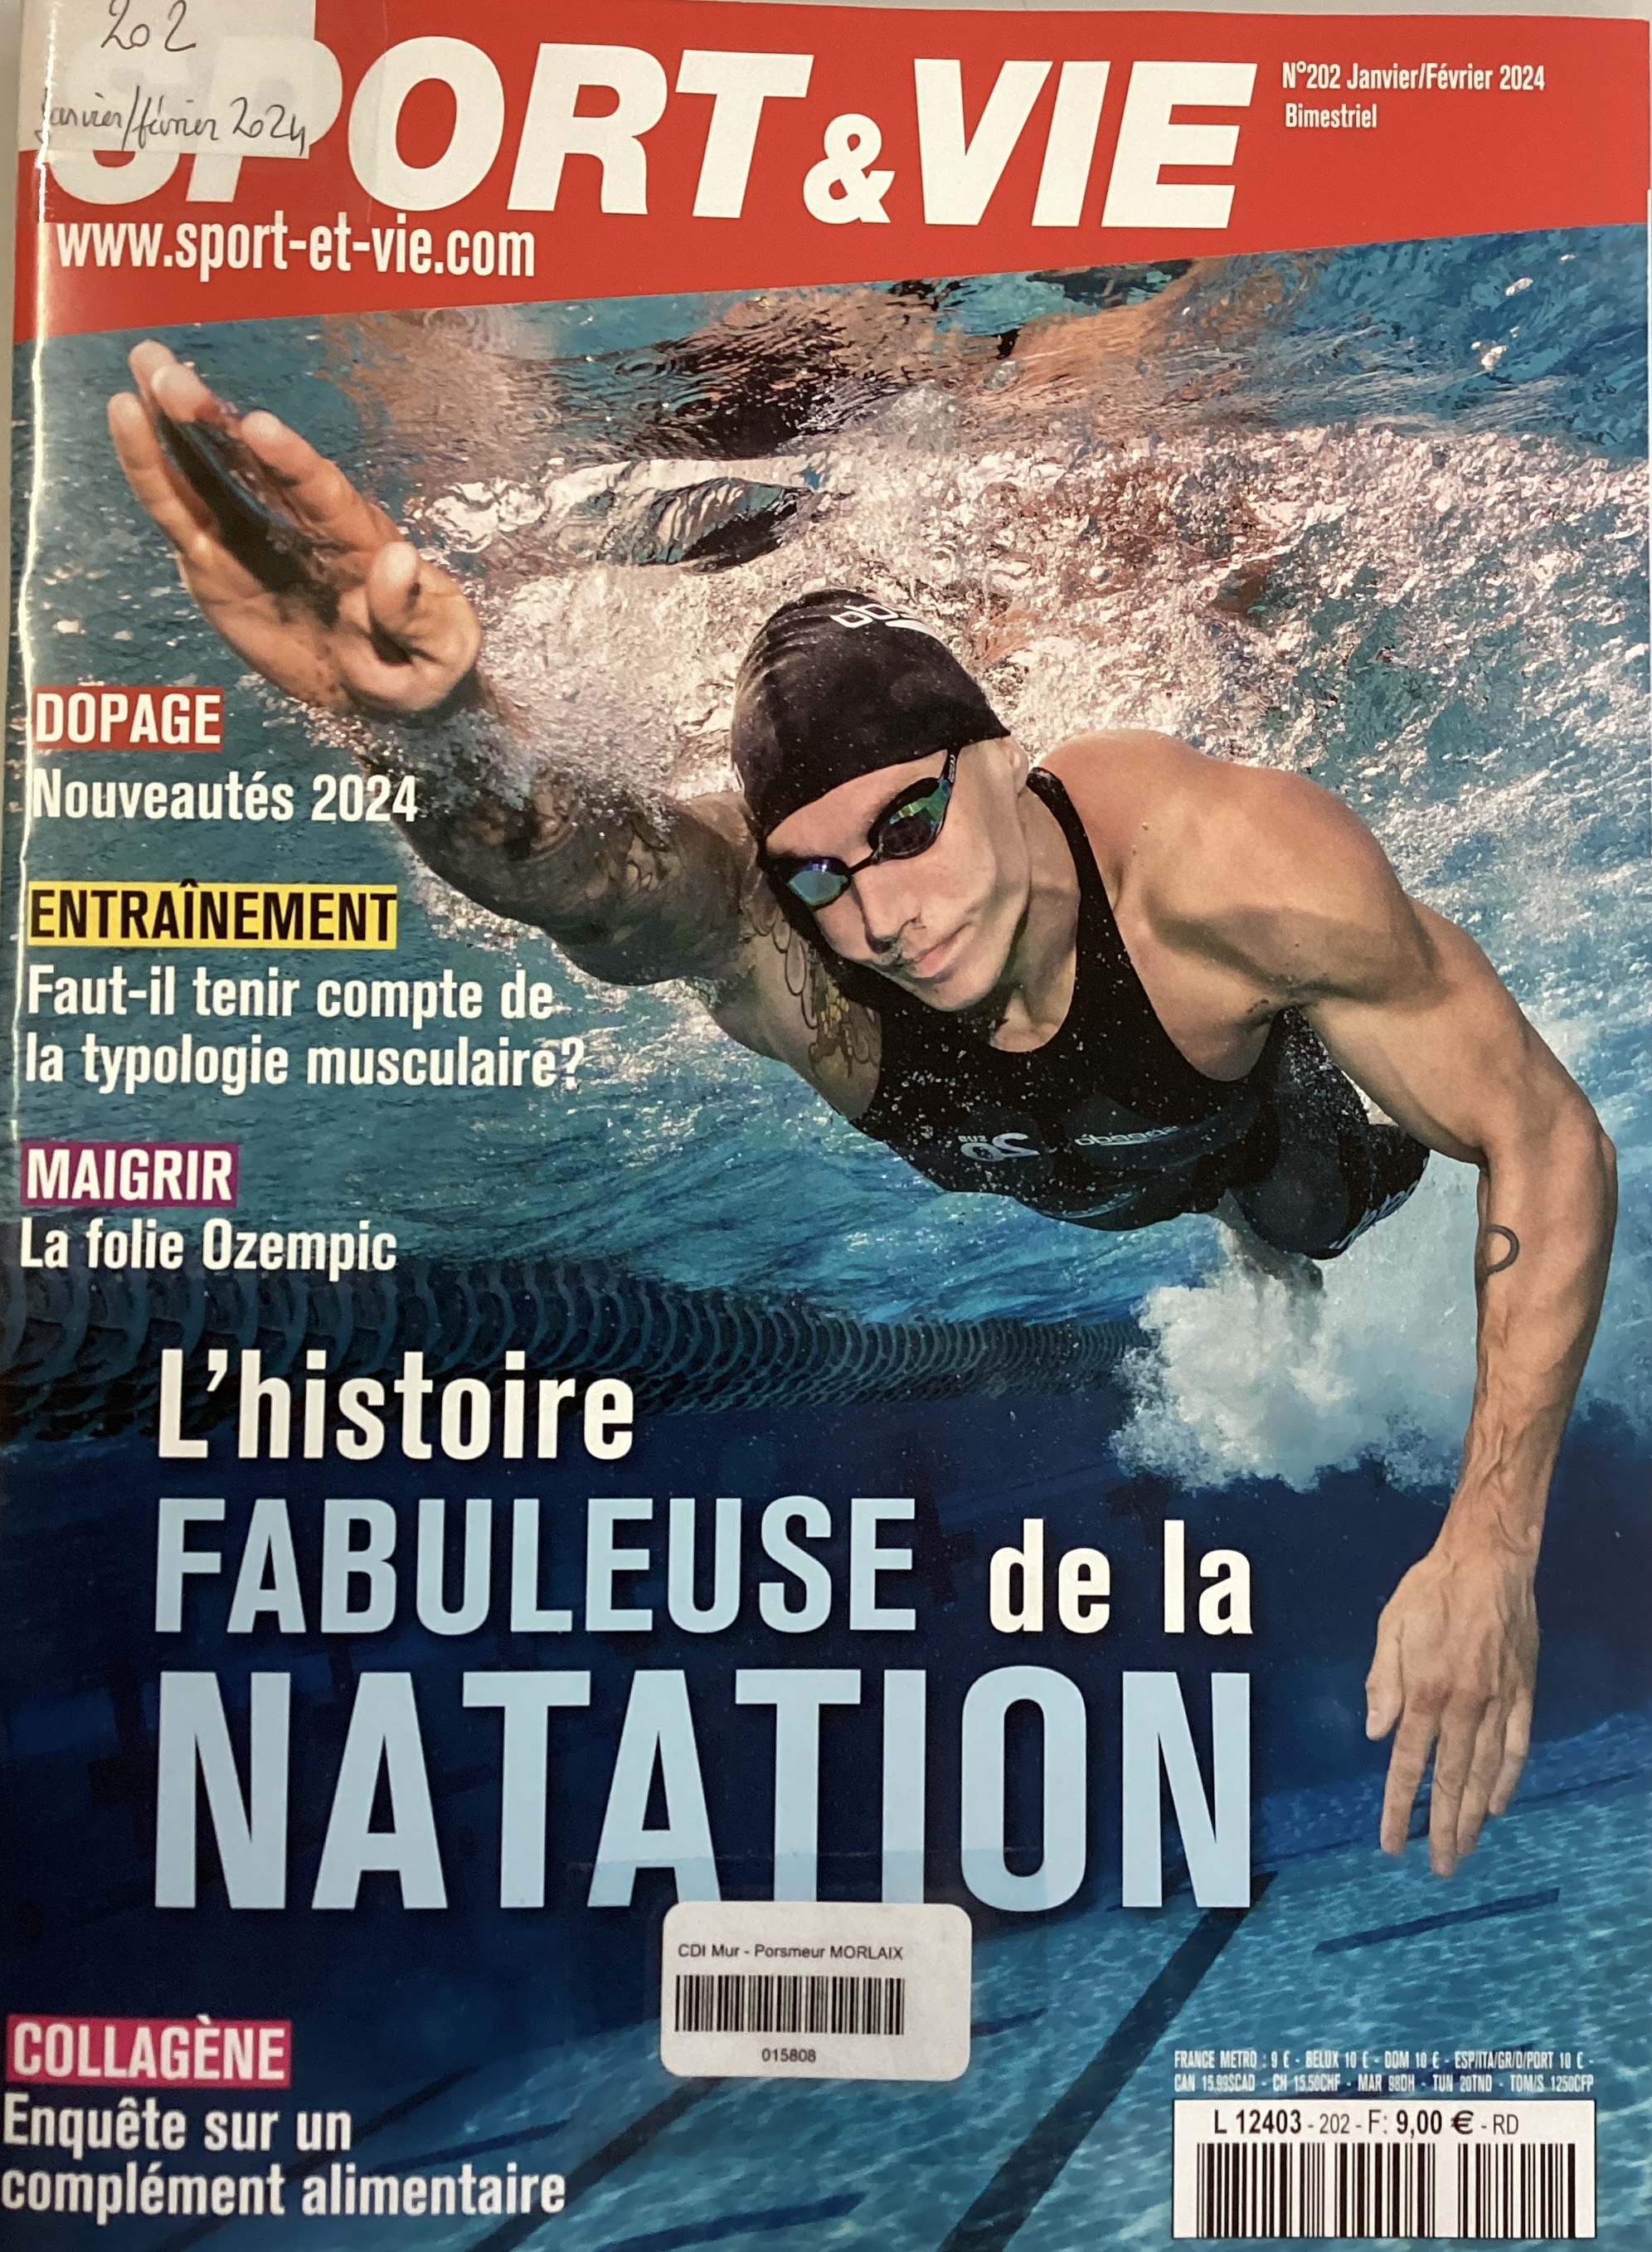 202
janvier/février 2024
SPORT & VIE
N°202 Janvier/Février 2024
Bimestriel
www.sport-et-vie.com
DOPAGE
Nouveautés 2024
ENTRAÎNEMENT
Faut-il tenir compte de
la typologie musculaire?
MAIGRIR
La folie Ozempic
L'histoire
FABULEUSE de la
NATATION
CDI Mur - Porsmeur MORLAIX
015808
COLLAGÈNE
Enquête sur un
complément alimentaire
FRANCE METRO : 9 € - BELUX 10 € - DOM 10 € - ESP/ITA/GR/D/PORT 10 € -
CAN 15.99$CAD - CH 15.50CHF - MAR 98DH - TUN 20TND - TOM/S 1250CFP
L 12403 - 202 - F: 9,00 € - RD